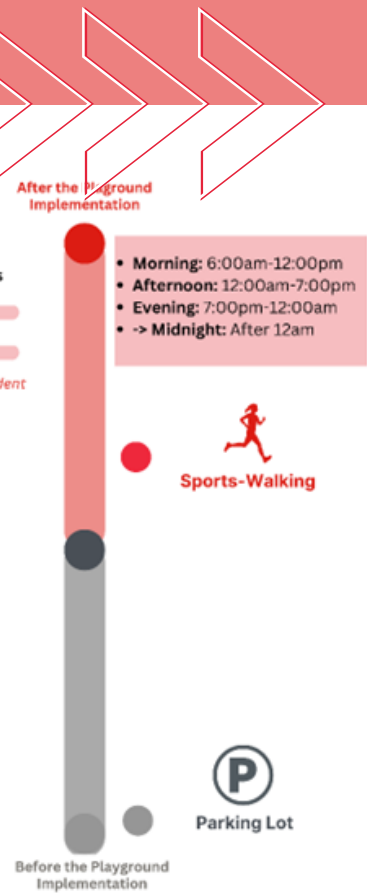 After the Playground
Implementation
s
• Morning: 6:00am-12:00pm
• Afternoon: 12:00am-7:00pm
• Evening: 7:00pm-12:00am
• -> Midnight: After 12am
dent
Sports-Walking
P
Parking Lot
Before the Playground
Implementation